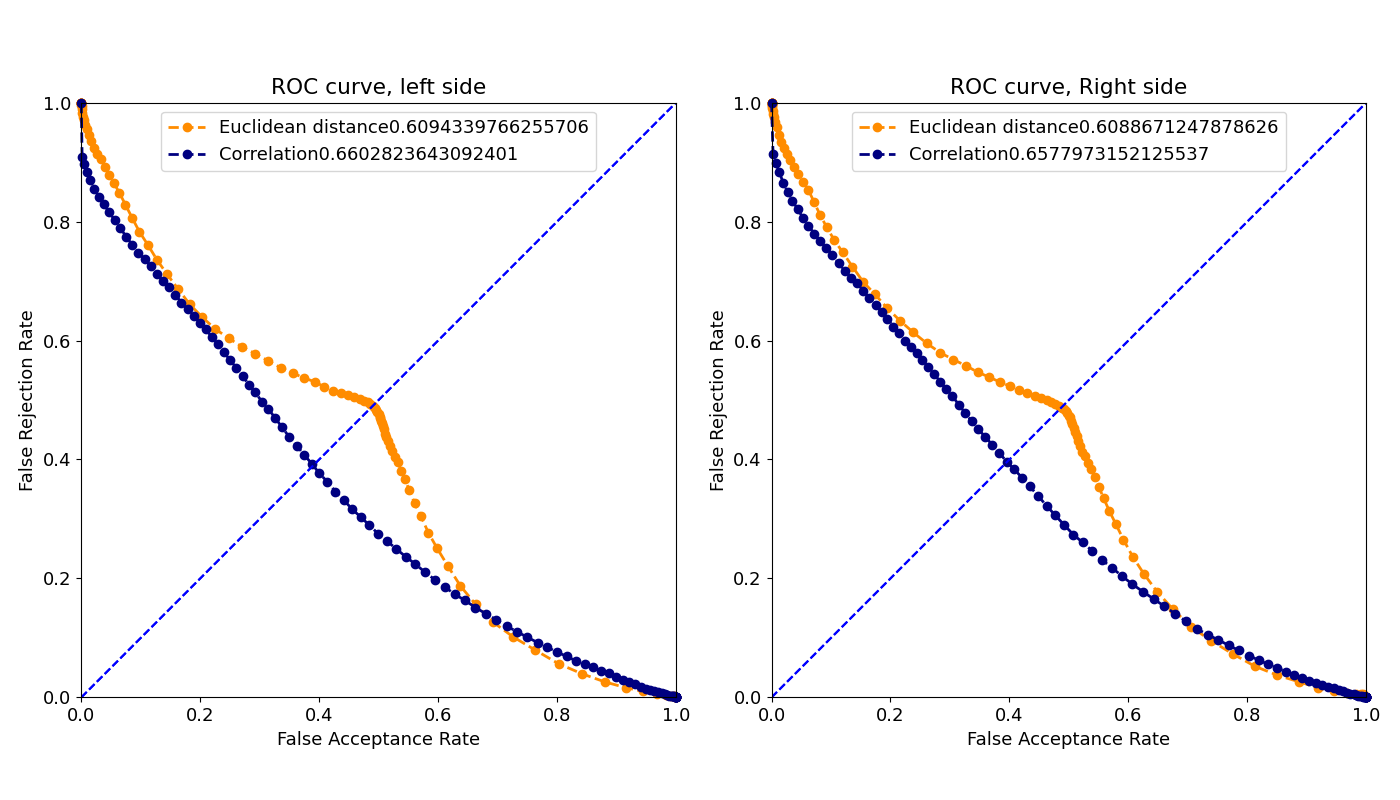 ROC curve, left side
Euclidean distance0.6094339766255706
Correlation0.6602823643092401
False Rejection Rate
1.0
0.8
0.6
0.4
0.2
0.0
0.0 0.2 0.4 0.6 0.8 1.0
False Acceptance Rate
ROC curve, Right side
Euclidean distance0.6088671247878626
Correlation0.6577973152125537
False Rejection Rate
1.0
0.8
0.6
0.4
0.2
0.0
0.0 0.2 0.4 0.6 0.8 1.0
False Acceptance Rate